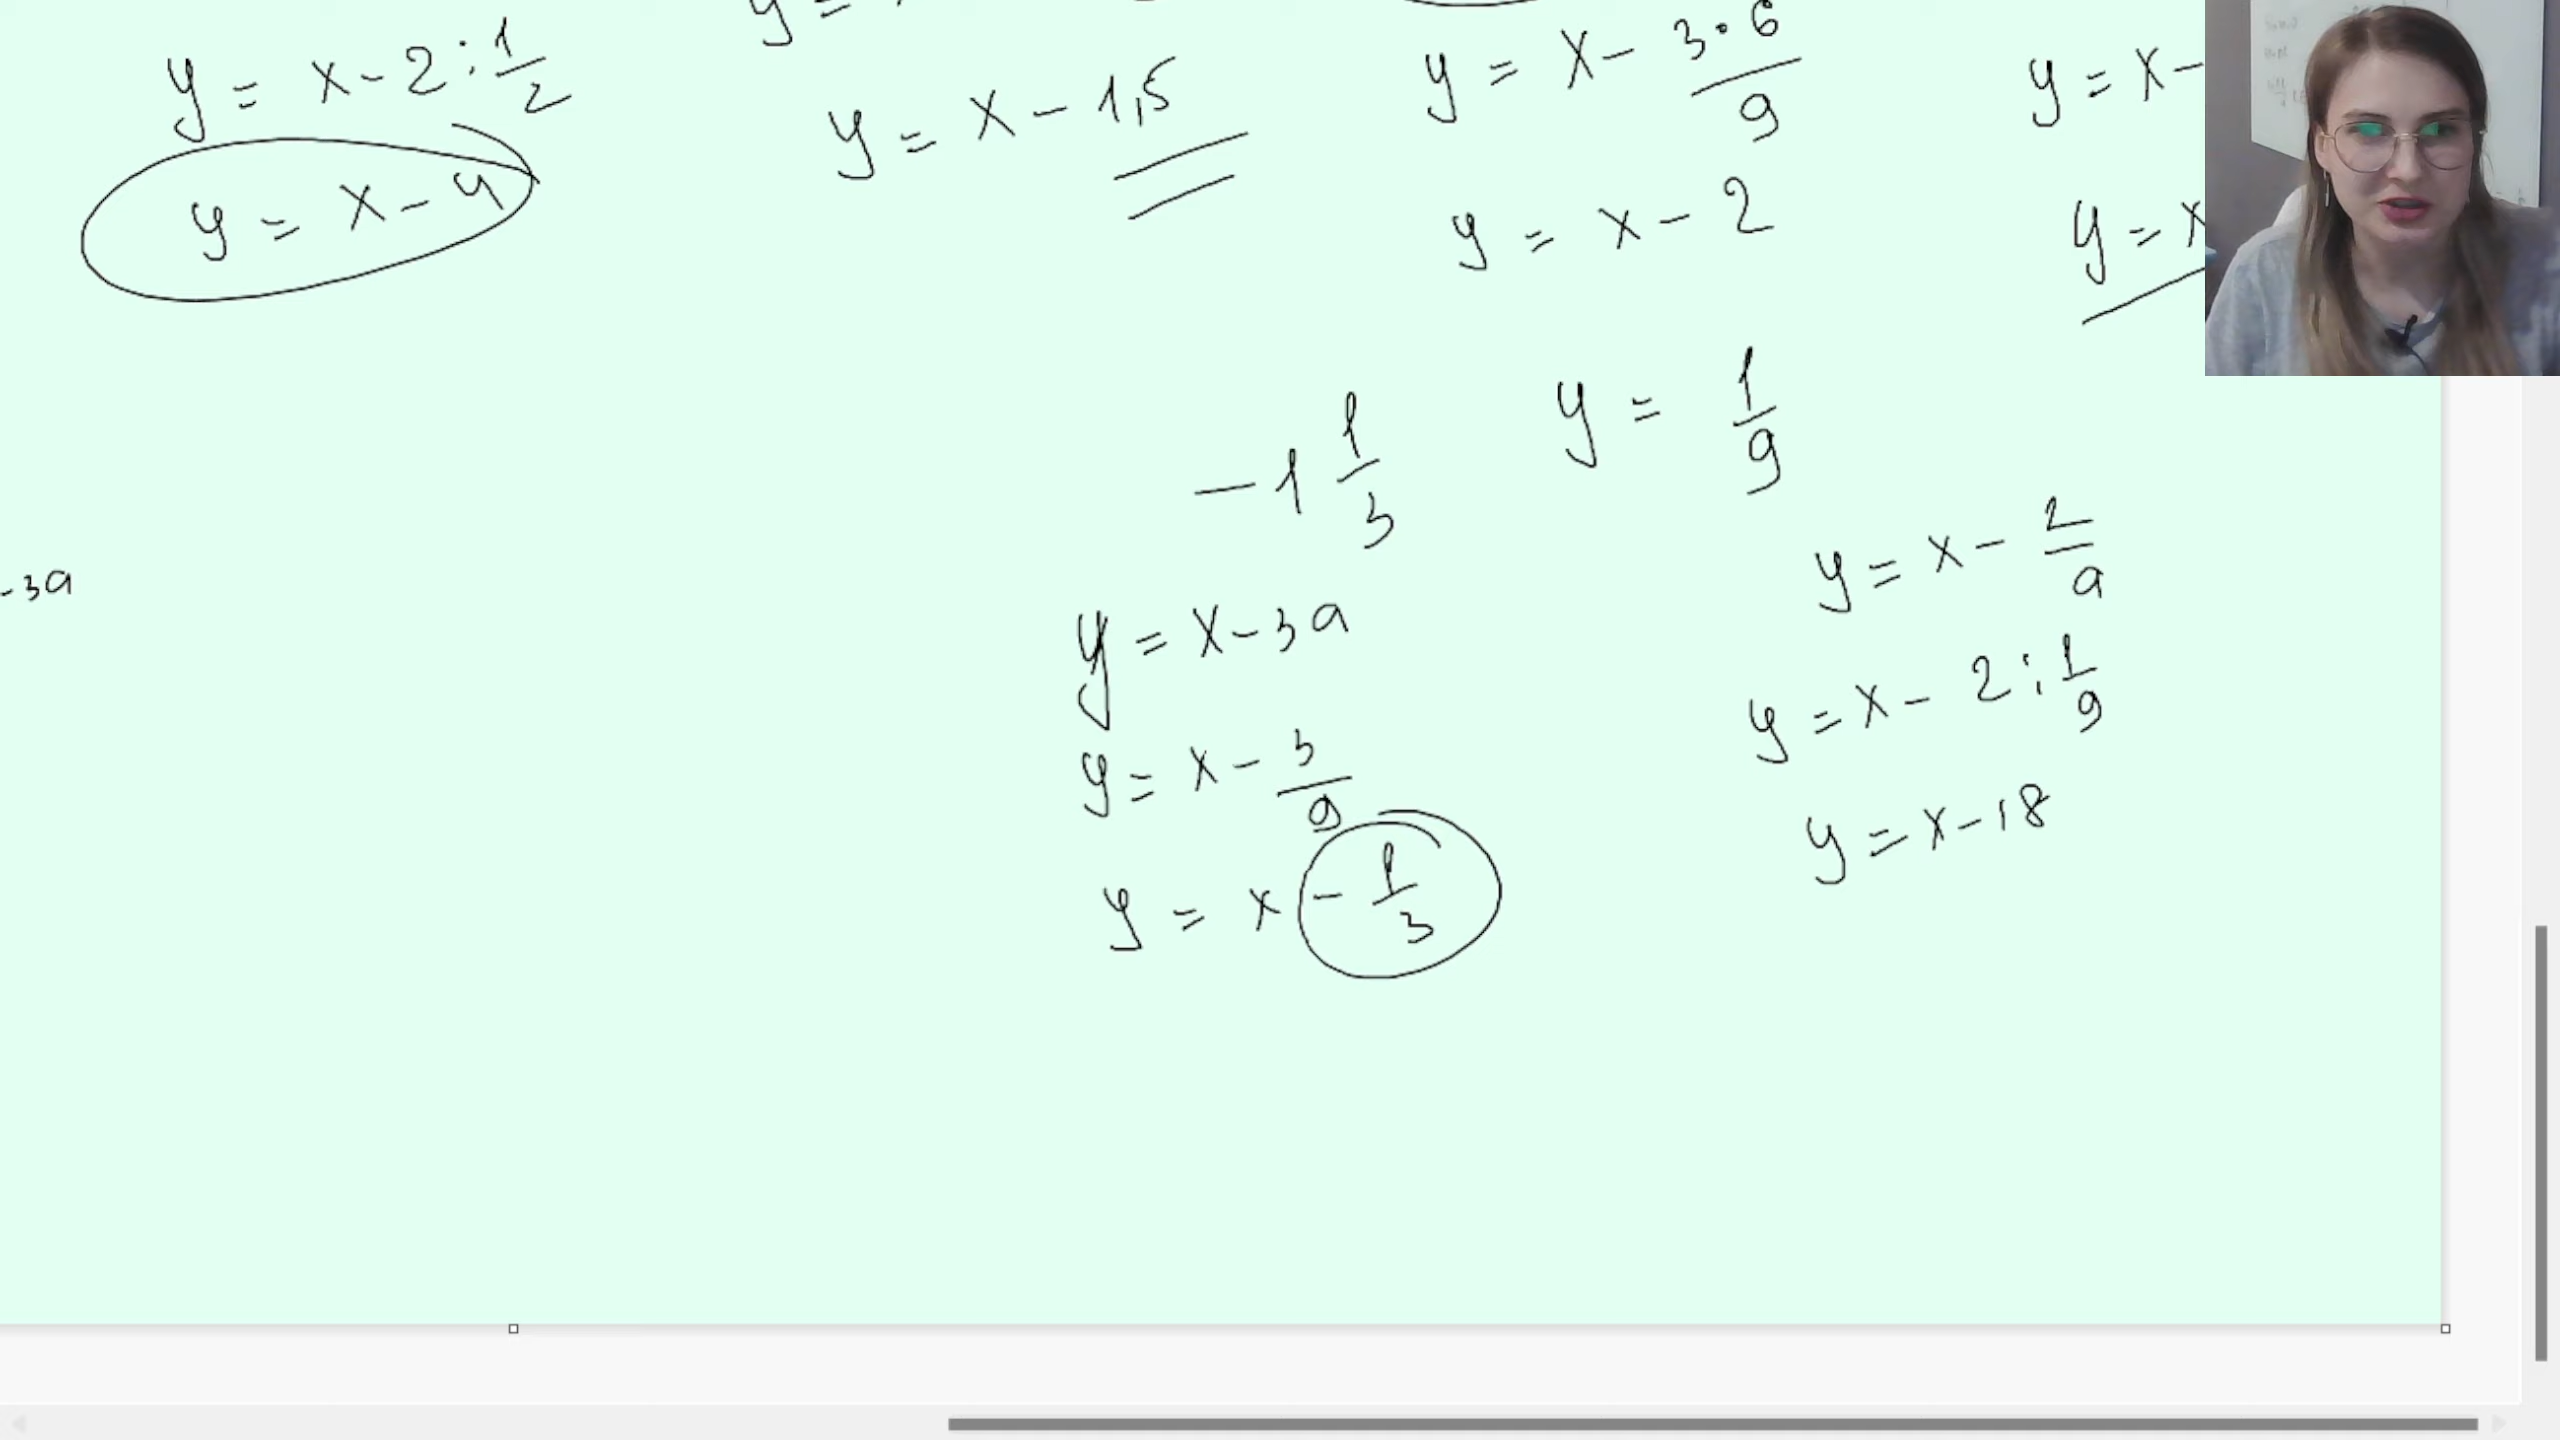 y = x - 2 : 1/2
y = x - 4
y =
y = x - 1,5
y = x - 3·6/9
y = x - 2
y = x -
y = x
- 3a
- 1 1/3
y = x - 3a
y = x - 3/9
y = x - 1/3
y = 1/9
y = x - 2/a
y = x - 2 : 1/9
y = x - 18